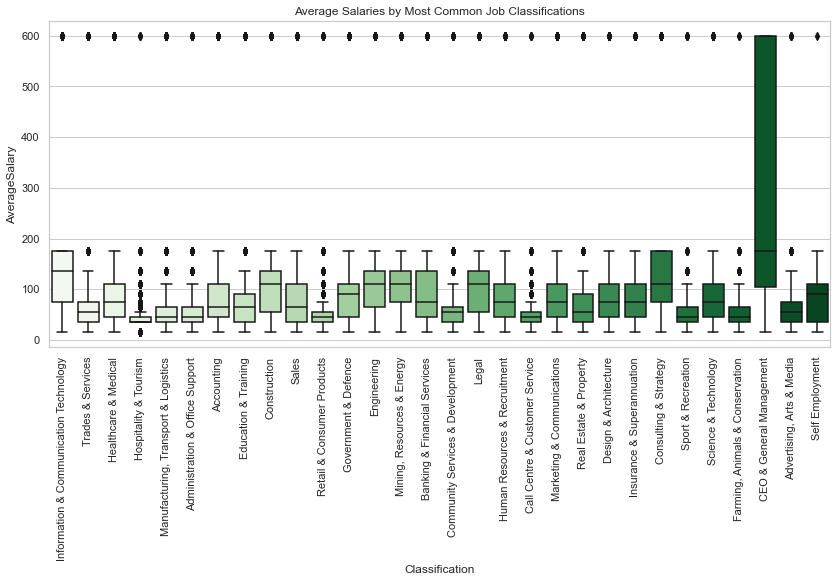 Average Salaries by Most Common Job Classifications
AverageSalary
600
500
400
300
200
100
0
Information & Communication Technology
Trades & Services
Healthcare & Medical
Hospitality & Tourism
Manufacturing, Transport & Logistics
Administration & Office Support
Accounting
Education & Training
Construction
Sales
Retail & Consumer Products
Government & Defence
Engineering
Mining, Resources & Energy
Banking & Financial Services
Community Services & Development
Legal
Human Resources & Recruitment
Call Centre & Customer Service
Marketing & Communications
Real Estate & Property
Design & Architecture
Insurance & Superannuation
Consulting & Strategy
Sport & Recreation
Science & Technology
Farming, Animals & Conservation
CEO & General Management
Advertising, Arts & Media
Self Employment
Classification